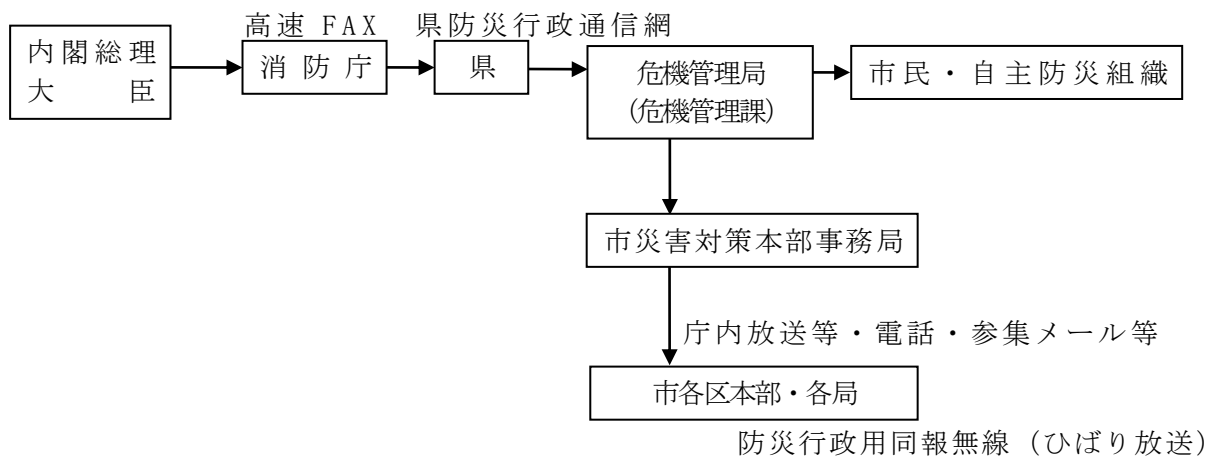 高速 FAX 県防災行政通信網
内閣総理
大臣
消防庁
県
危機管理局
(危機管理課)
市民・自主防災組織
市災害対策本部事務局
庁内放送等・電話・参集メール等
市各区本部・各局
防災行政用同報無線（ひばり放送）